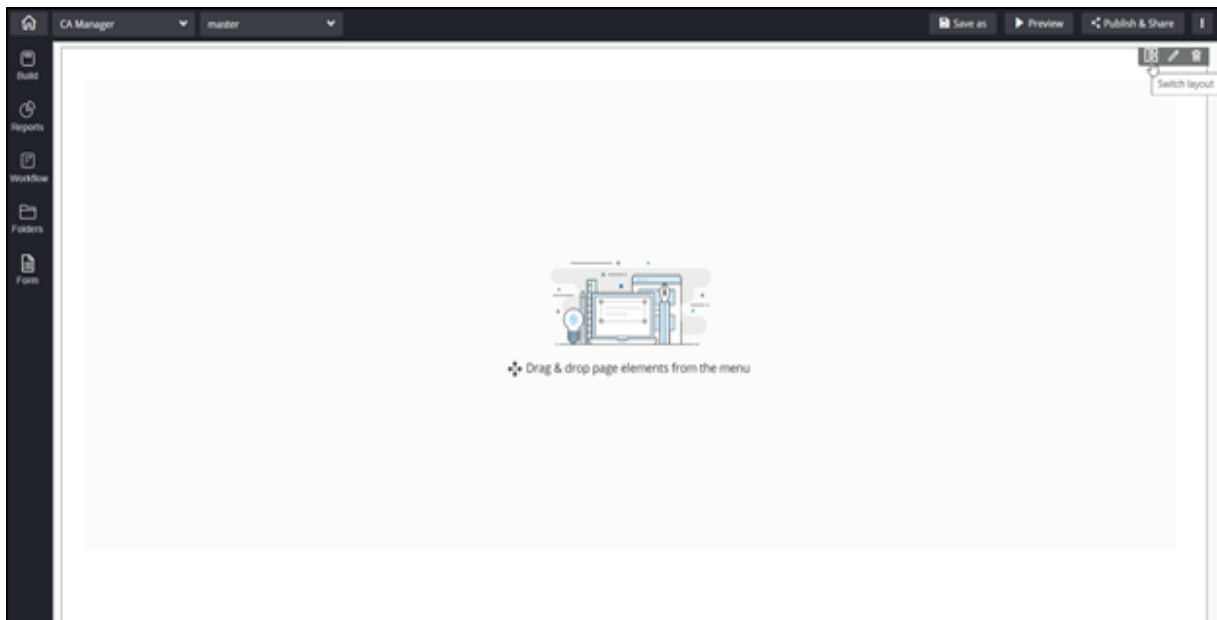 CA Manager
master
Save as
Preview
Publish & Share
Build
Switch layout
Reports
Workflow
Folders
Form
Drag & drop page elements from the menu